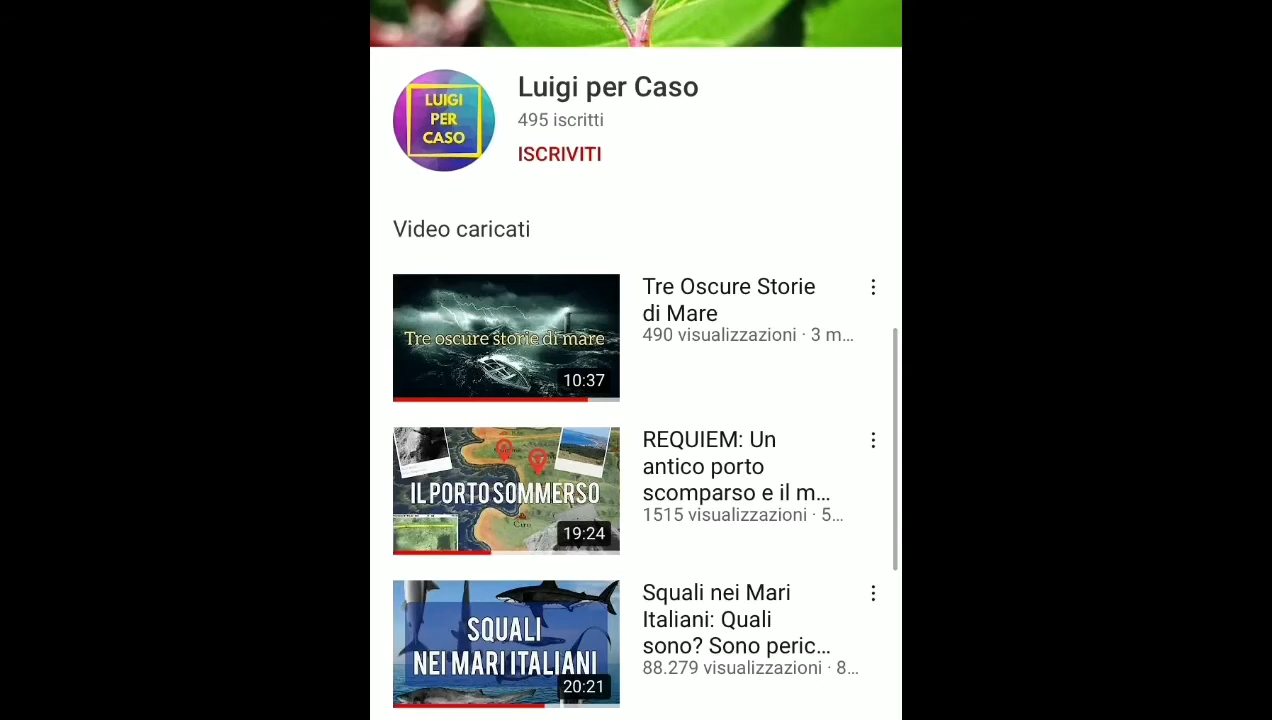 LUIGI
PER
CASO
Luigi per Caso
495 iscritti
ISCRIVITI
Video caricati
Tre oscure storie di mare
10:37
Tre Oscure Storie
di Mare
490 visualizzazioni · 3 m...
IL PORTO SOMMERSO
Cirò
19:24
REQUIEM: Un
antico porto
scomparso e il m...
1515 visualizzazioni · 5...
SQUALI
NEI MARI ITALIANI
20:21
Squali nei Mari
Italiani: Quali
sono? Sono peric...
88.279 visualizzazioni · 8...